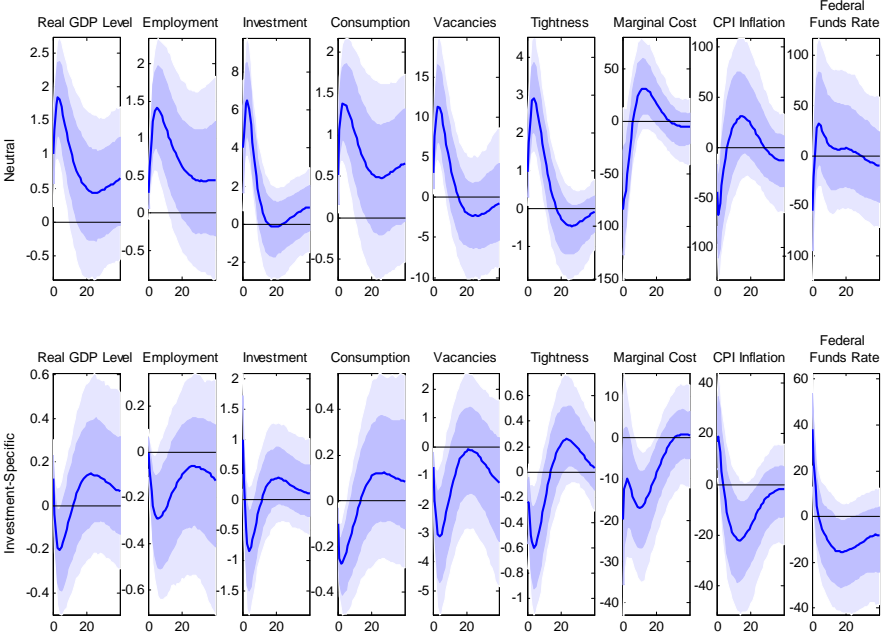 Federal
Real GDP Level Employment Investment Consumption Vacancies Tightness Marginal Cost CPI Inflation Funds Rate
Neutral
2.5 2 1.5 1 0.5 0 -0.5
2 1.5 1 0.5 0 -0.5
8 6 4 2 0 -2
2 1.5 1 0.5 0 -0.5
15 10 5 0 -5 -10
4 3 2 1 0 -1
50 0 -50 -100 -150
100 50 0 -50 100
100 50 0 -50 100
0 20 0 20 0 20 0 20 0 20 0 20 0 20 0 20 0 20
Federal
Real GDP Level Employment Investment Consumption Vacancies Tightness Marginal Cost CPI Inflation Funds Rate
Investment-Specific
0.6 0.4 0.2 0 -0.2 -0.4
0.2 0 -0.2 -0.4 -0.6
2 1.5 1 0.5 0 -0.5 -1 -1.5
0.4 0.2 0 -0.2 -0.4
2 1 0 -1 -2 -3 -4 -5
0.6 0.4 0.2 0 -0.2 -0.4 -0.6 -0.8 -1
10 0 -10 -20 -30 -40
40 20 0 -20 -40
60 40 20 0 -20 -40
0 20 0 20 0 20 0 20 0 20 0 20 0 20 0 20 0 20